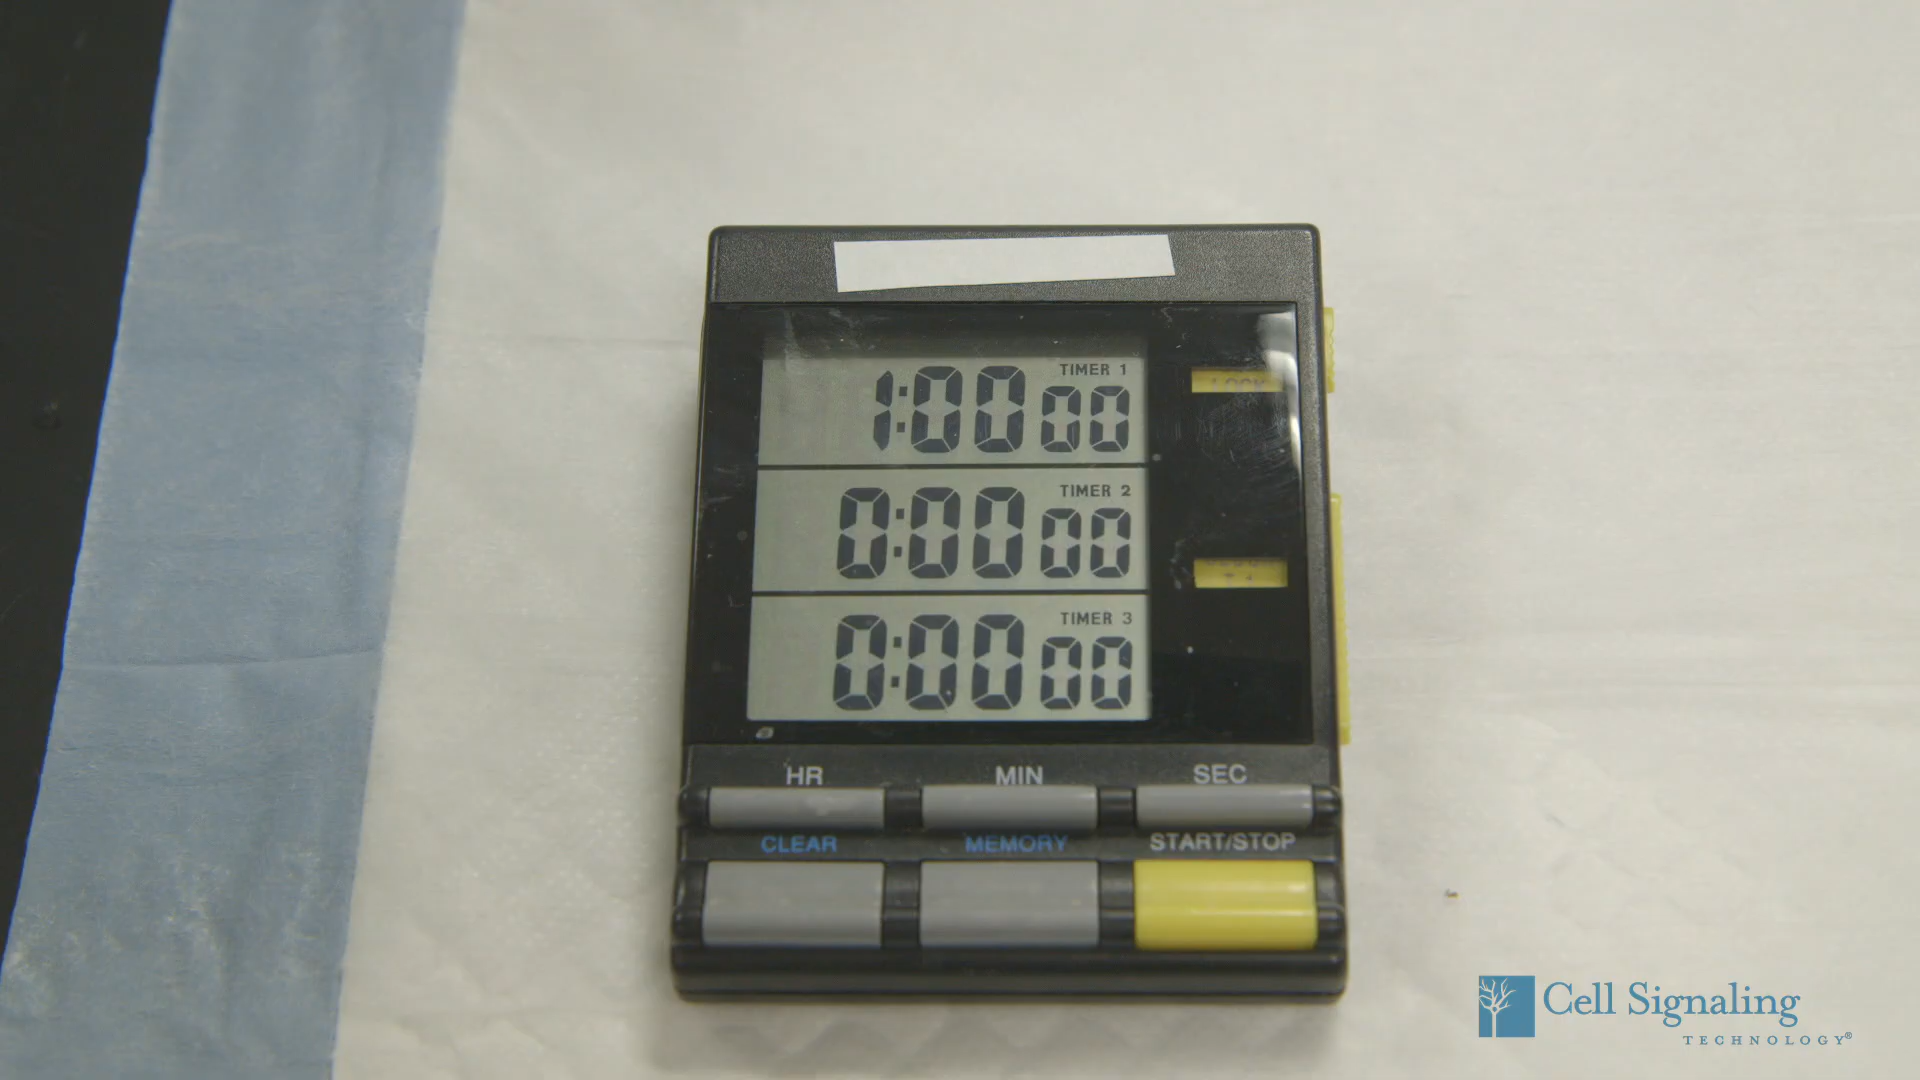 TIMER 1
1:00 00
TIMER 2
0:00 00
TIMER 3
0:00 00
HR MIN SEC
CLEAR MEMORY START/STOP
Cell Signaling
TECHNOLOGY®